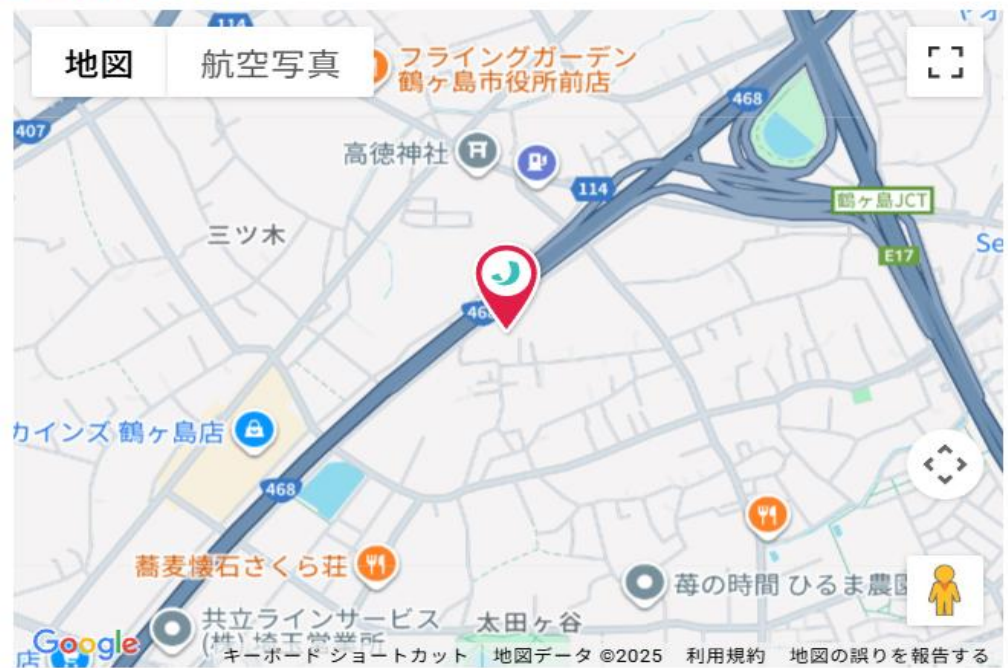 114
ヤオ
地図 航空写真
フライングガーデン
鶴ヶ島市役所前店
468
407
高徳神社
114
鶴ヶ島JCT
三ツ木
E17
Se
468
カインズ 鶴ヶ島店
468
蕎麦懐石さくら荘
苺の時間 ひるま農園
共立ラインサービス
(株) 埼玉営業所
太田ヶ谷
Google
店
キーボード ショートカット 地図データ ©2025 利用規約 地図の誤りを報告する